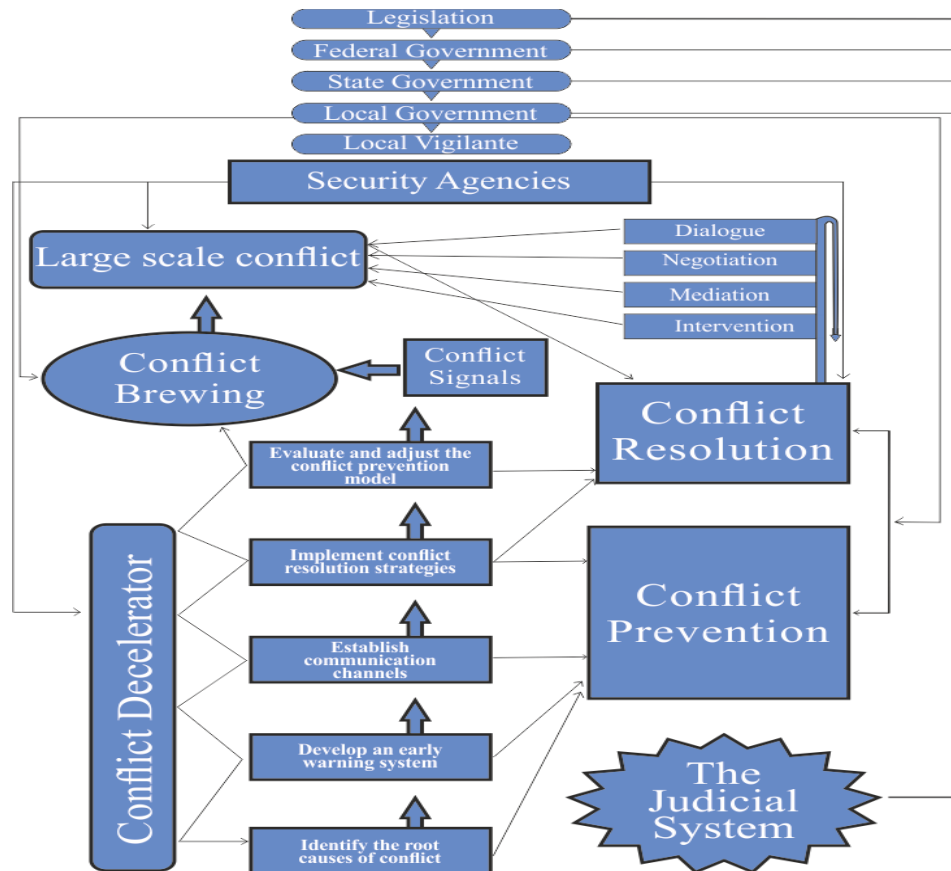 Legislation
Federal Government
State Government
Local Government
Local Vigilante
Security Agencies
Large scale conflict
Dialogue
Negotiation
Mediation
Intervention
Conflict
Brewing
Conflict
Signals
Conflict
Resolution
Evaluate and adjust the
conflict prevention
model
Implement conflict
resolution strategies
Conflict
Prevention
Establish
communication
channels
Conflict Decelerator
Develop an early
warning system
Identify the root
causes of conflict
The
Judicial
System